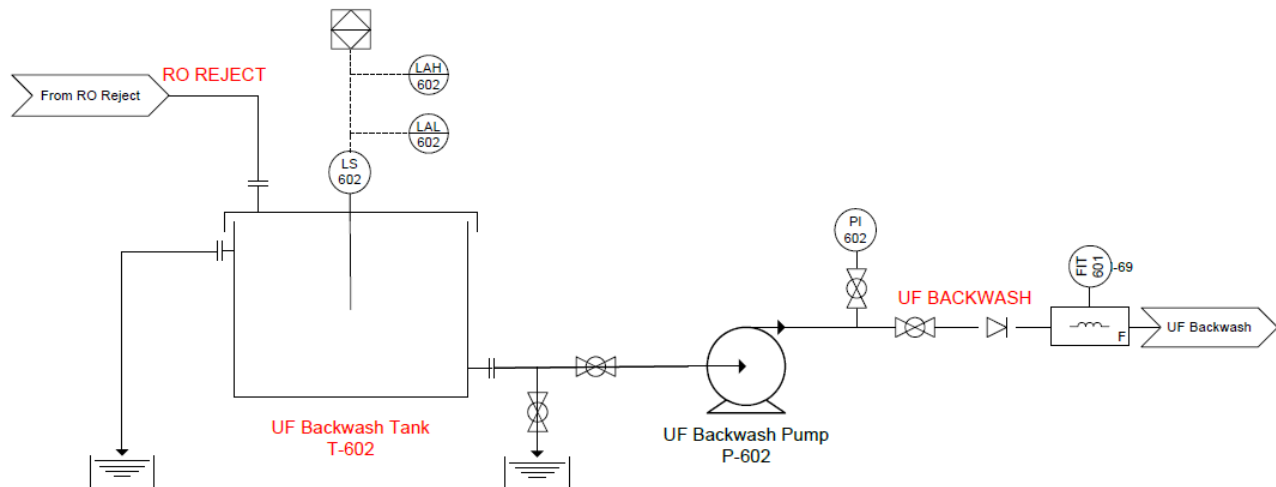 RO REJECT
From RO Reject
LAH
602
LAL
602
LS
602
PI
602
FIT
601
I-69
UF BACKWASH
UF Backwash
F
UF Backwash Tank
T-602
UF Backwash Pump
P-602